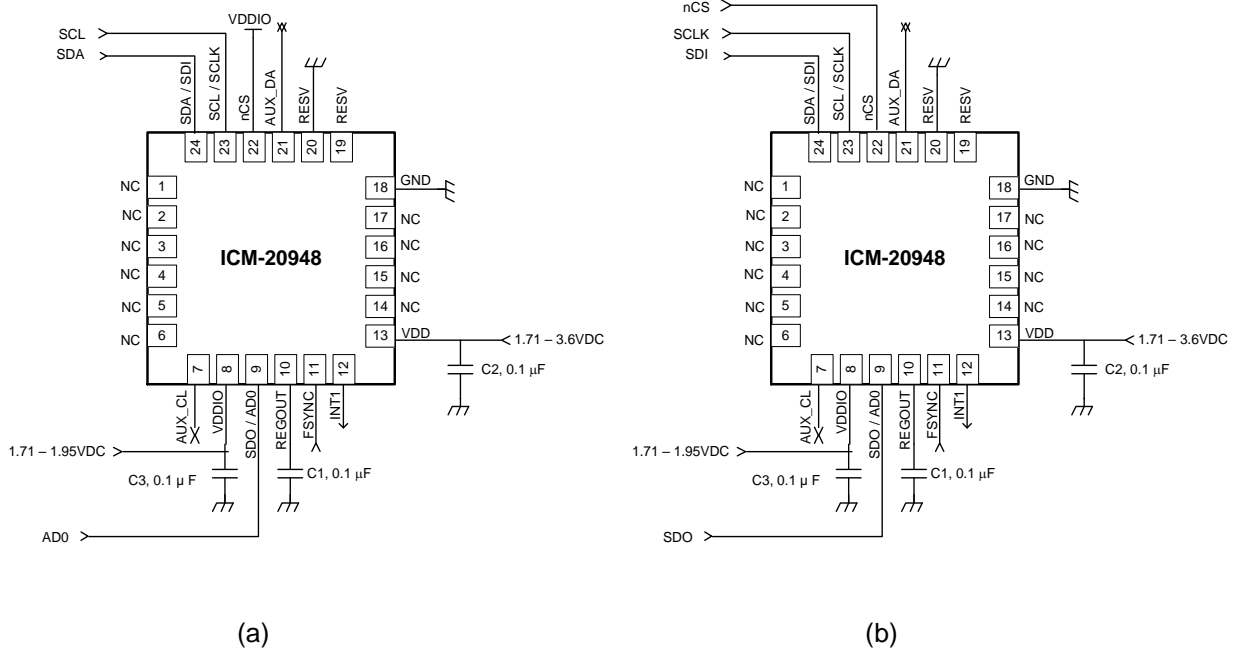 SCL
SDA
VDDIO
SDA / SDI
SCL / SCLK
nCS
AUX_DA
RESV
RESV
24
23
22
21
20
19
NC 1
NC 2
NC 3
NC 4
NC 5
NC 6
ICM-20948
18 GND
17 NC
16 NC
15 NC
14 NC
13 VDD
1.71 – 3.6VDC
C2, 0.1 µF
7
8
9
10
11
12
AUX_CL
VDDIO
SDO / AD0
REGOUT
FSYNC
INT1
1.71 – 1.95VDC
C3, 0.1 µ F
C1, 0.1 µF
AD0
(a)
nCS
SCLK
SDI
SDA / SDI
SCL / SCLK
nCS
AUX_DA
RESV
RESV
24
23
22
21
20
19
NC 1
NC 2
NC 3
NC 4
NC 5
NC 6
ICM-20948
18 GND
17 NC
16 NC
15 NC
14 NC
13 VDD
1.71 – 3.6VDC
C2, 0.1 µF
7
8
9
10
11
12
AUX_CL
VDDIO
SDO / AD0
REGOUT
FSYNC
INT1
1.71 – 1.95VDC
C3, 0.1 µ F
C1, 0.1 µF
SDO
(b)